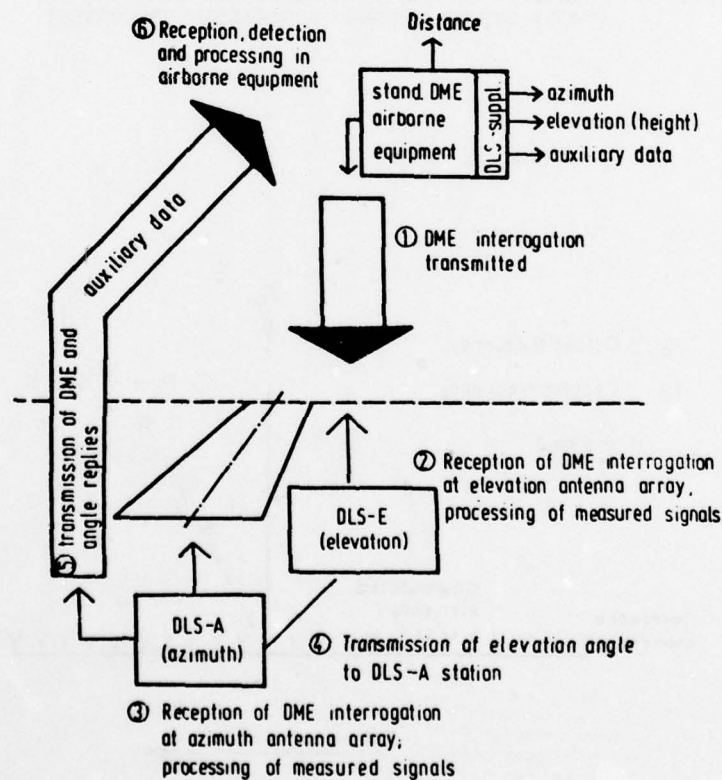 ⑥ Reception, detection
and processing in
airborne equipment
Distance
stand. DME
airborne
equipment
DLS-suppl.
azimuth
elevation (height)
auxiliary data
① DME interrogation
transmitted
auxiliary data
⑤ transmission of DME and
angle replies
② Reception of DME interrogation
at elevation antenna array,
processing of measured signals
DLS-E
(elevation)
DLS-A
(azimuth)
④ Transmission of elevation angle
to DLS-A station
③ Reception of DME interrogation
at azimuth antenna array;
processing of measured signals